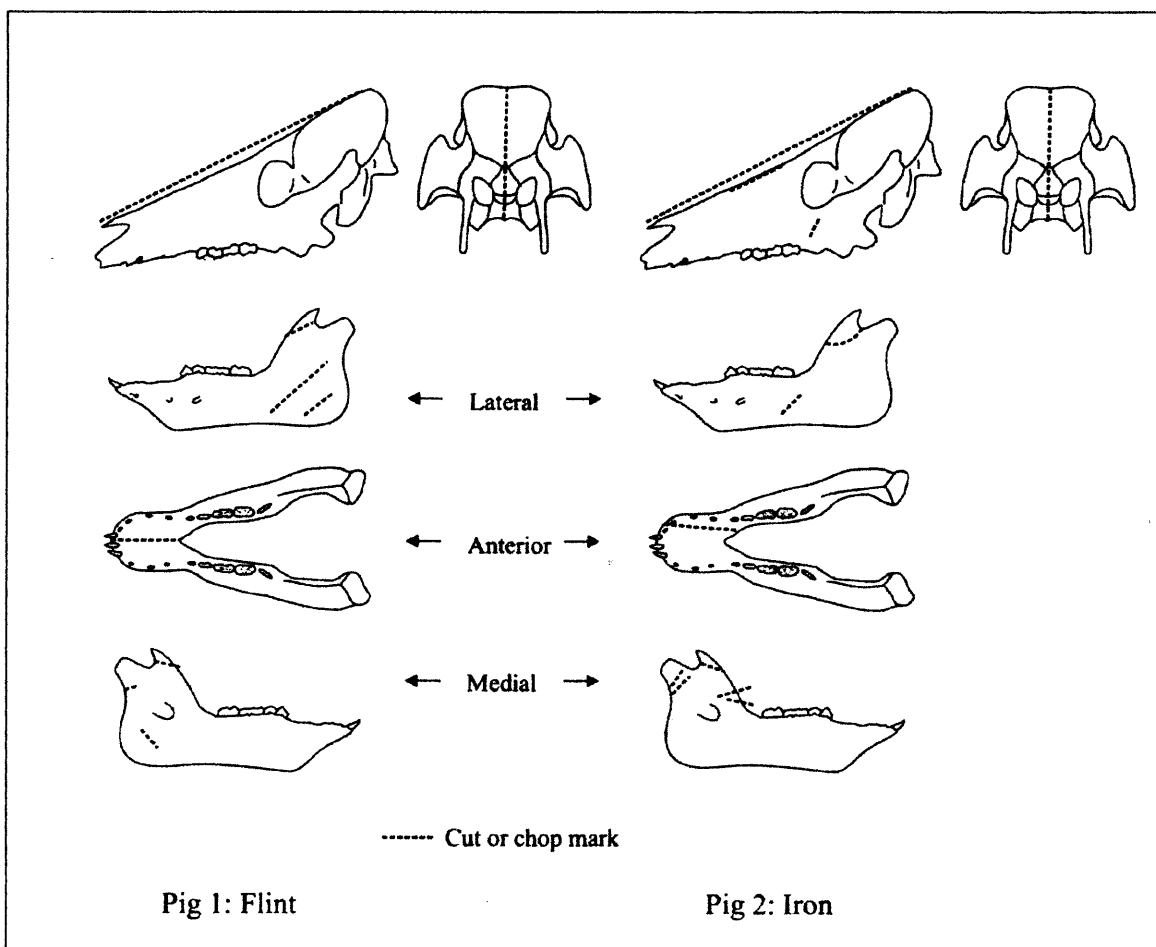 Lateral
Anterior
Medial
Cut or chop mark
Pig 1: Flint
Pig 2: Iron